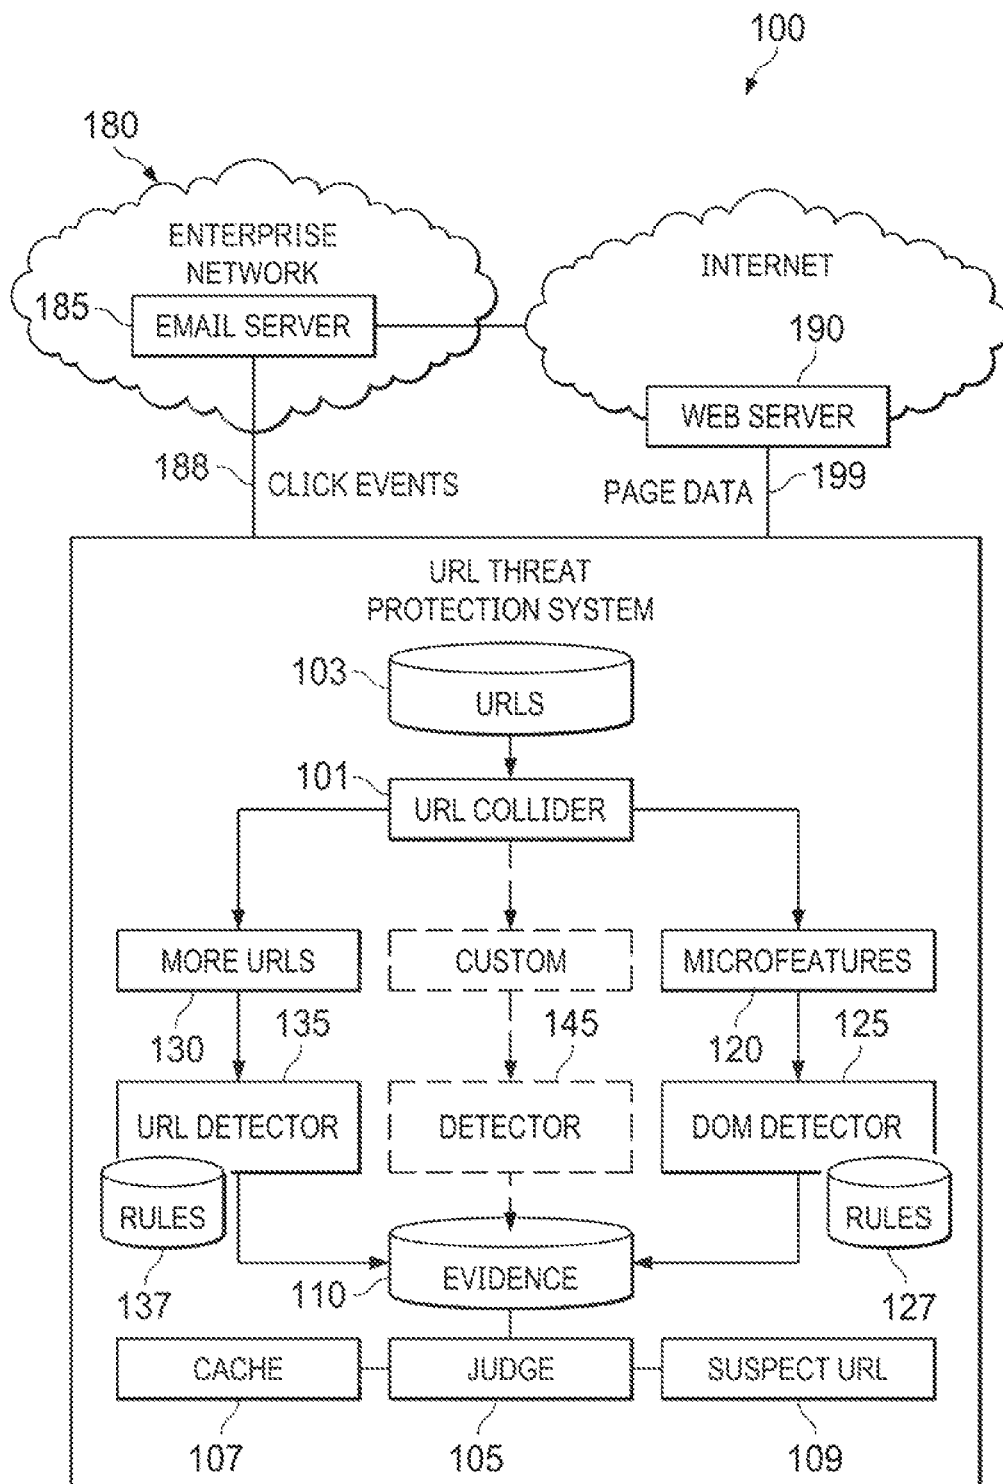 100
180
ENTERPRISE
NETWORK
INTERNET
185
EMAIL SERVER
190
WEB SERVER
188
CLICK EVENTS
PAGE DATA
199
URL THREAT
PROTECTION SYSTEM
103
URLS
101
URL COLLIDER
MORE URLS
CUSTOM
MICROFEATURES
130
135
145
120
125
URL DETECTOR
DETECTOR
DOM DETECTOR
RULES
RULES
110
EVIDENCE
137
127
CACHE
JUDGE
SUSPECT URL
107
105
109